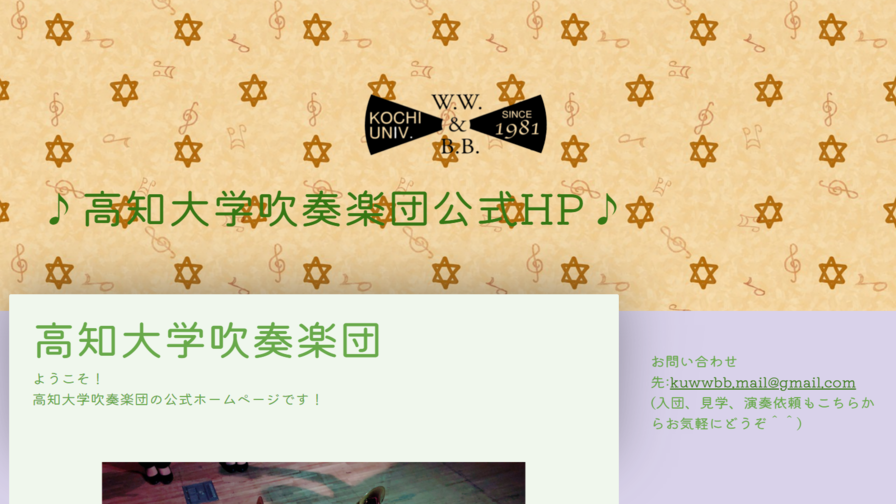 W.W.
KOCHI
UNIV.
&
SINCE
1981
B.B.
♪高知大学吹奏楽団公式HP♪
高知大学吹奏楽団
ようこそ！
高知大学吹奏楽団の公式ホームページです！
お問い合わせ
先:kuwwbb.mail@gmail.com
(入団、見学、演奏依頼もこちらか
らお気軽にどうぞ＾＾)